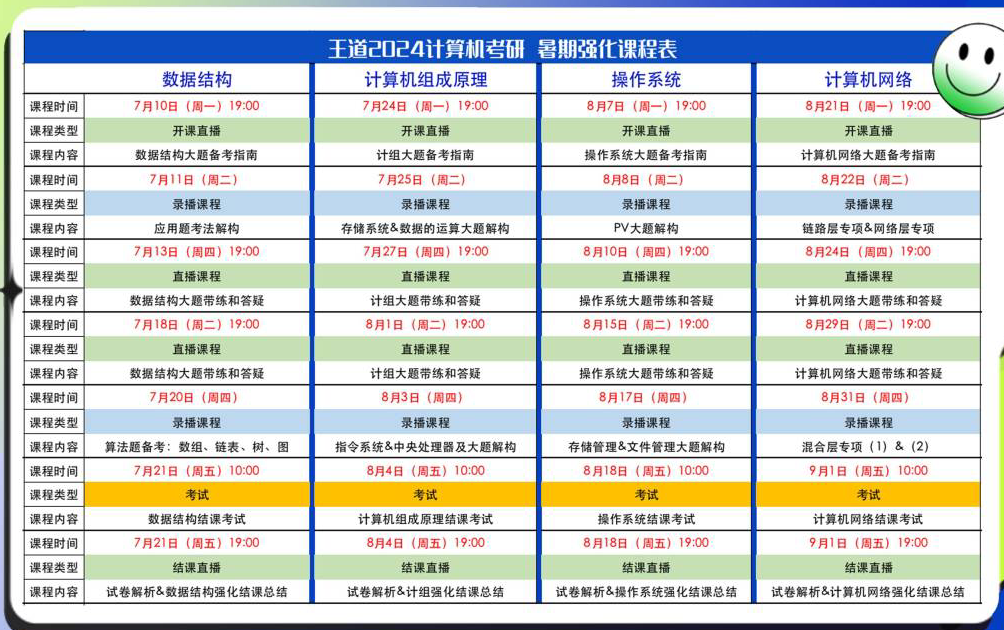 王道2024计算机考研 暑期强化课程表
数据结构 计算机组成原理 操作系统 计算机网络
课程时间 7月10日（周一）19:00 7月24日（周一）19:00 8月7日（周一）19:00 8月21日（周一）19:00
课程类型 开课直播 开课直播 开课直播 开课直播
课程内容 数据结构大题备考指南 计组大题备考指南 操作系统大题备考指南 计算机网络大题备考指南
课程时间 7月11日（周二） 7月25日（周二） 8月8日（周二） 8月22日（周二）
课程类型 录播课程 录播课程 录播课程 录播课程
课程内容 应用题考法解构 存储系统&数据的运算大题解构 PV大题解构 链路层专项&网络层专项
课程时间 7月13日（周四）19:00 7月27日（周四）19:00 8月10日（周四）19:00 8月24日（周四）19:00
课程类型 直播课程 直播课程 直播课程 直播课程
课程内容 数据结构大题带练和答疑 计组大题带练和答疑 操作系统大题带练和答疑 计算机网络大题带练和答疑
课程时间 7月18日（周二）19:00 8月1日（周二）19:00 8月15日（周二）19:00 8月29日（周二）19:00
课程类型 直播课程 直播课程 直播课程 直播课程
课程内容 数据结构大题带练和答疑 计组大题带练和答疑 操作系统大题带练和答疑 计算机网络大题带练和答疑
课程时间 7月20日（周四） 8月3日（周四） 8月17日（周四） 8月31日（周四）
课程类型 录播课程 录播课程 录播课程 录播课程
课程内容 算法题备考：数组、链表、树、图 指令系统&中央处理器及大题解构 存储管理&文件管理大题解构 混合层专项（1）&（2）
课程时间 7月21日（周五）10:00 8月4日（周五）10:00 8月18日（周五）10:00 9月1日（周五）10:00
课程类型 考试 考试 考试 考试
课程内容 数据结构结课考试 计算机组成原理结课考试 操作系统结课考试 计算机网络结课考试
课程时间 7月21日（周五）19:00 8月4日（周五）19:00 8月18日（周五）19:00 9月1日（周五）19:00
课程类型 结课直播 结课直播 结课直播 结课直播
课程内容 试卷解析&数据结构强化结课总结 试卷解析&计组强化结课总结 试卷解析&操作系统强化结课总结 试卷解析&计算机网络强化结课总结